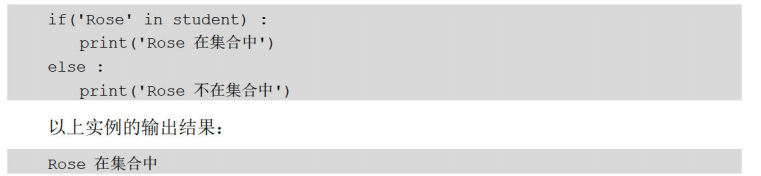 if('Rose' in student) :
    print('Rose 在集合中')
else :
    print('Rose 不在集合中')
以上实例的输出结果：
Rose 在集合中